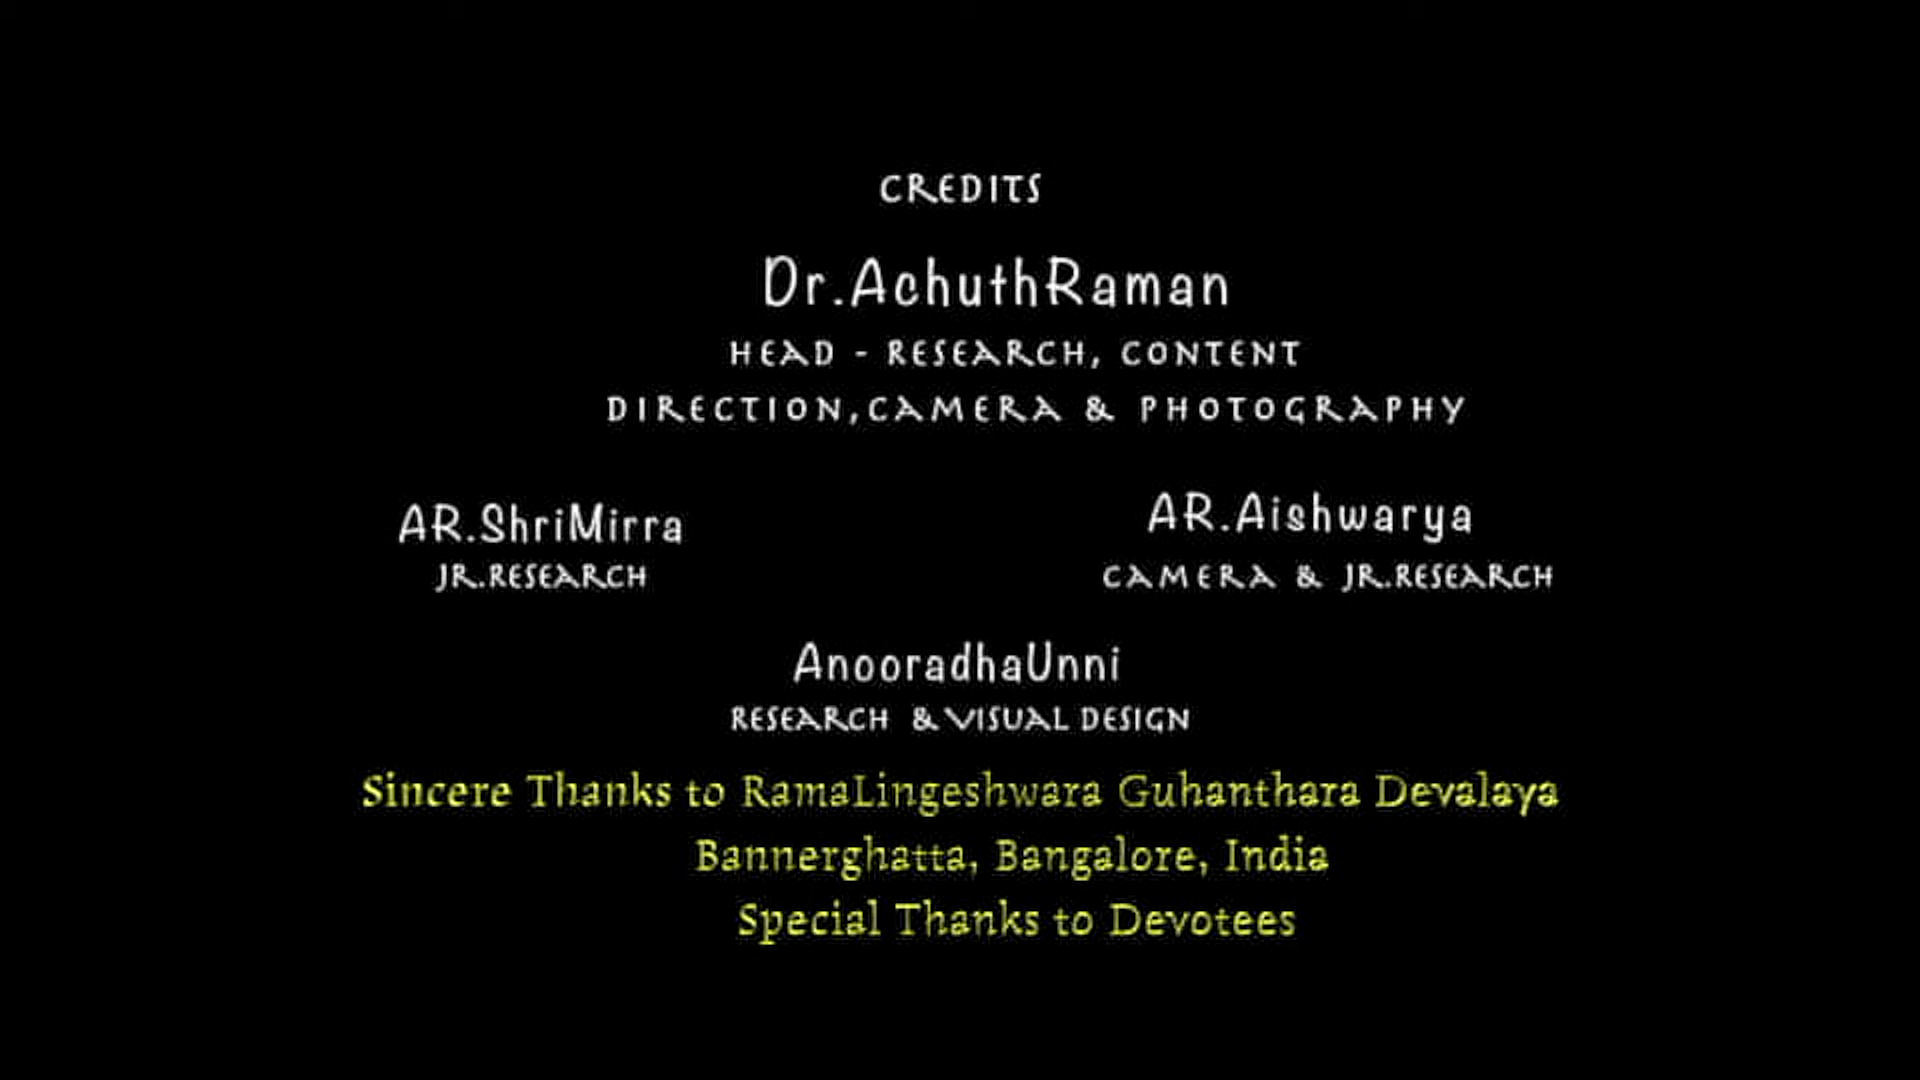 CREDITS
Dr.AchuthRaman
HEAD - RESEARCH, CONTENT
DIRECTION,CAMERA & PHOTOGRAPHY
AR.ShriMirra
JR.RESEARCH
AR.Aishwarya
CAMERA & JR.RESEARCH
AnooradhaUnni
RESEARCH & VISUAL DESIGN
Sincere Thanks to RamaLingeshwara Guhanthara Devalaya
Bannerghatta, Bangalore, India
Special Thanks to Devotees